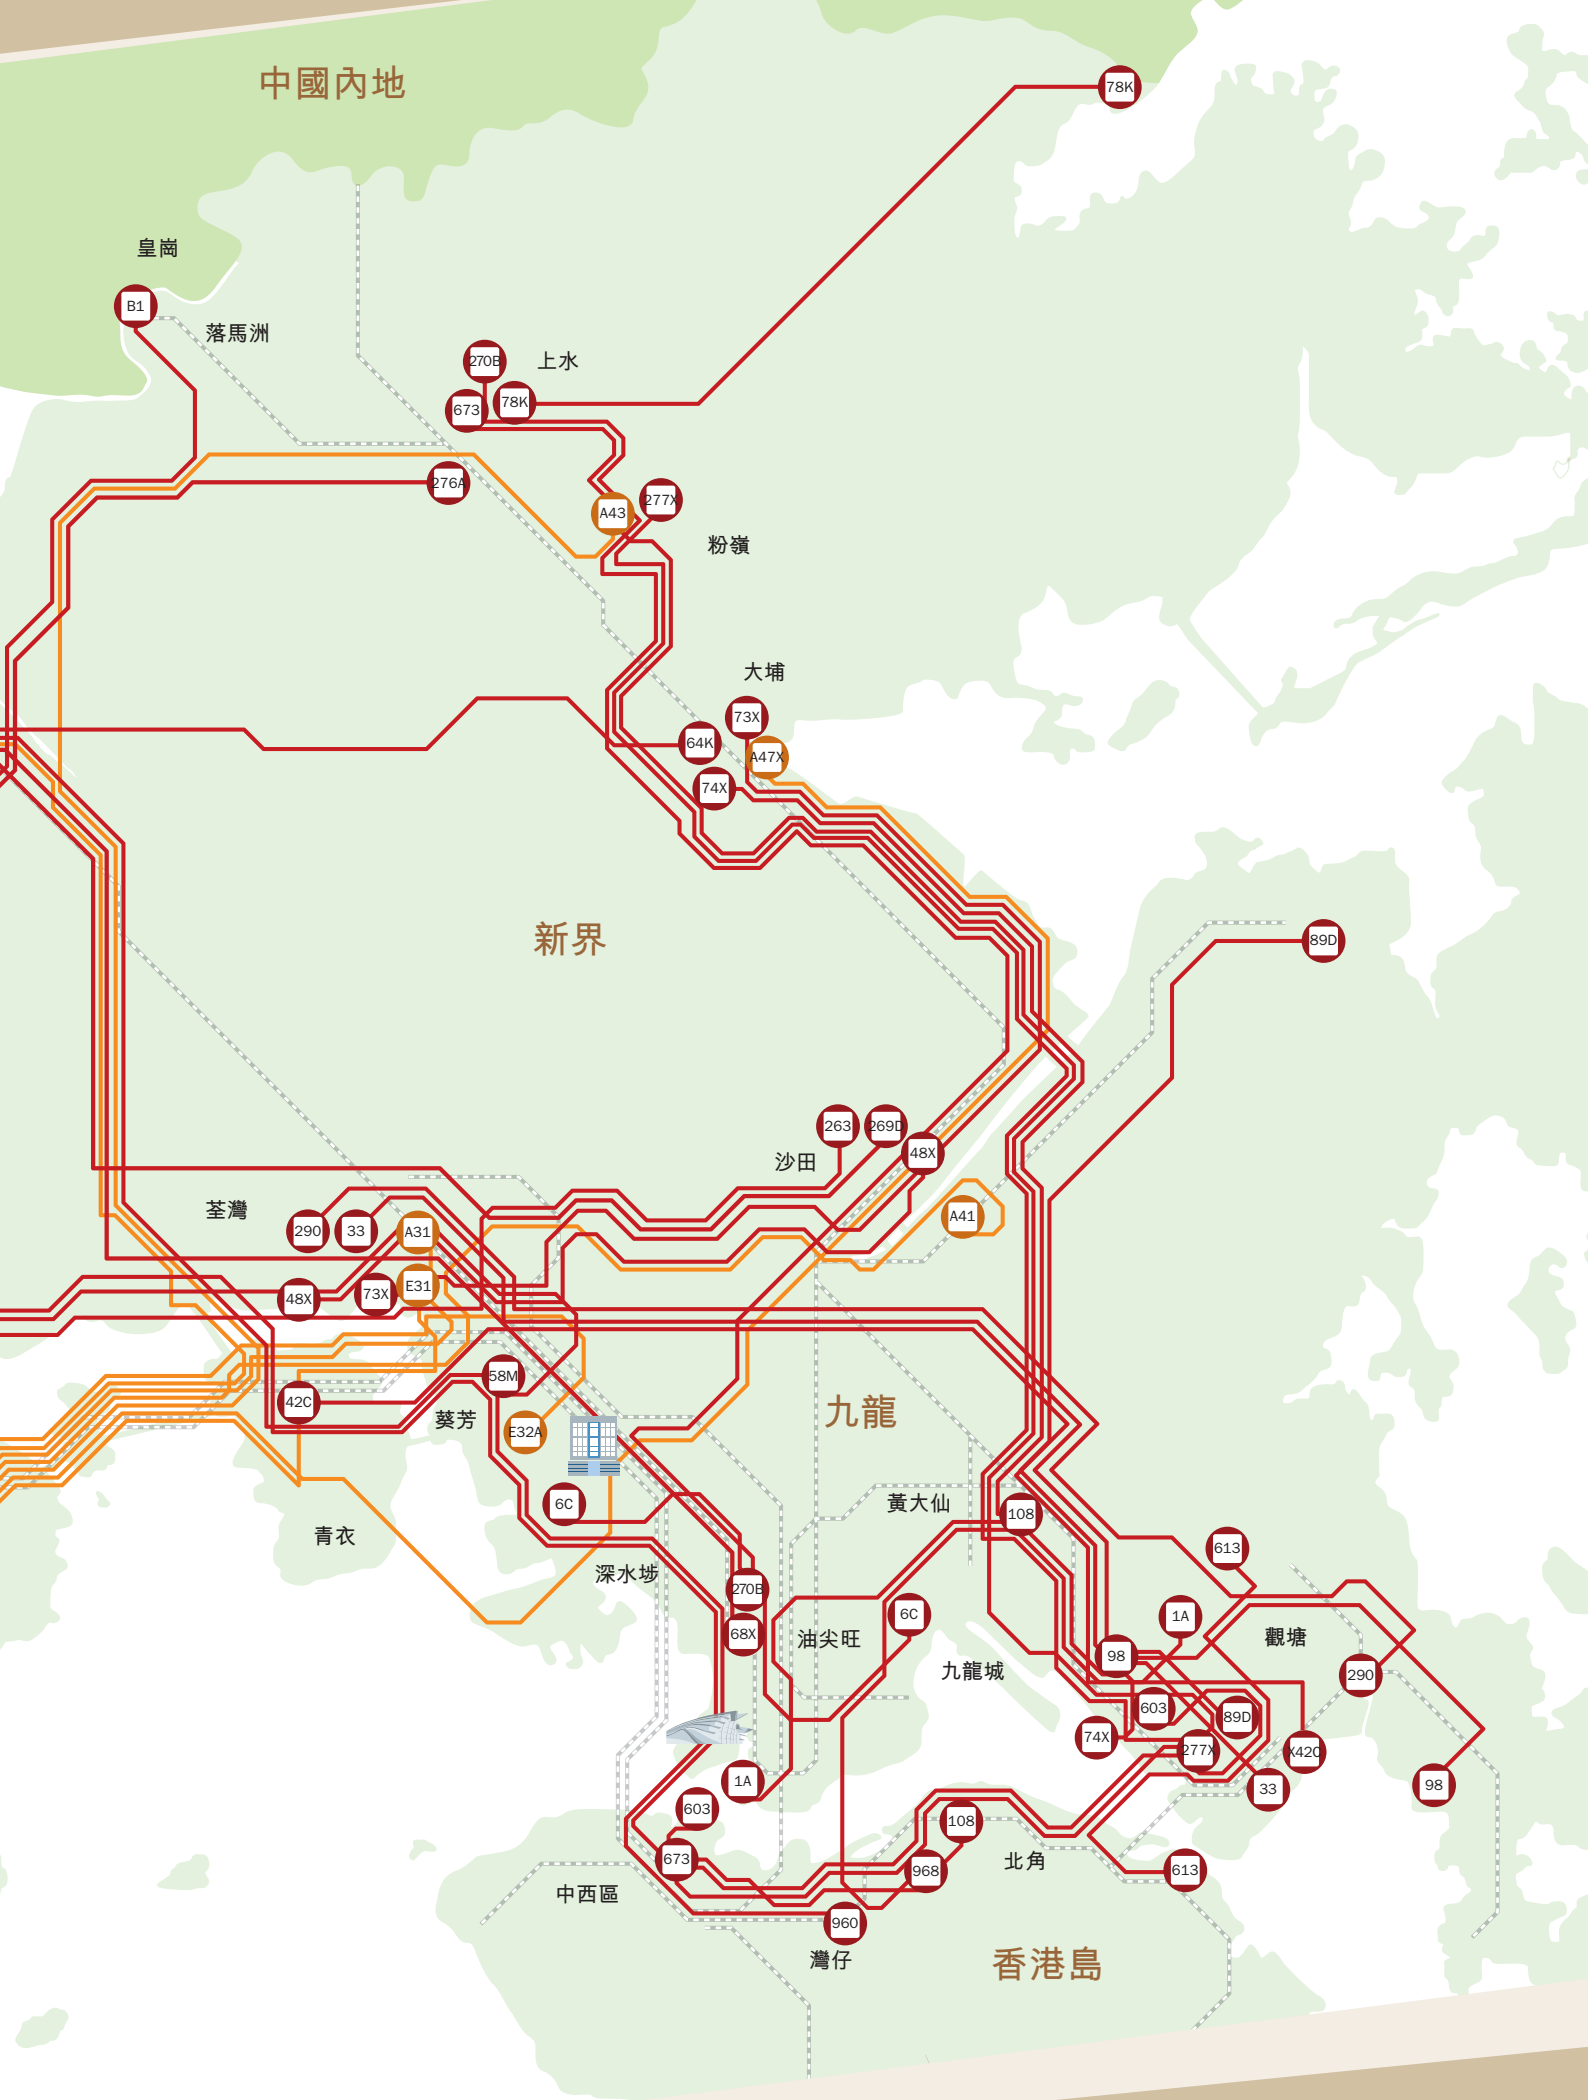 中國內地
78K
皇崗
B1
落馬洲
270B
上水
673
78K
276A
A43
277X
粉嶺
大埔
73X
64K
A47X
74X
新界
89D
263
269D
48X
沙田
荃灣
290
33
A31
A41
48X
73X
E31
58M
42C
葵芳
E32A
九龍
6C
黃大仙
108
青衣
深水埗
613
270B
6C
1A
68X
油尖旺
觀塘
九龍城
98
290
603
89D
74X
277X
X42C
1A
33
98
603
108
673
968
北角
613
中西區
960
灣仔
香港島